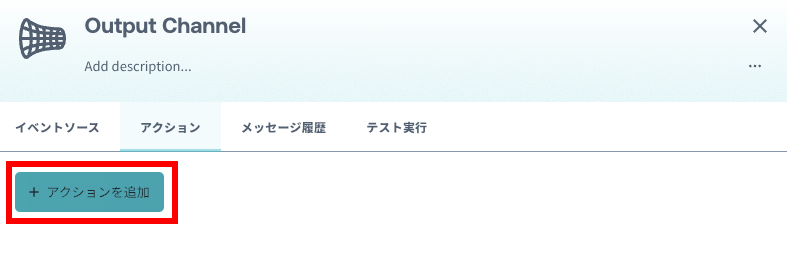 Output Channel
Add description...
イベントソース アクション メッセージ履歴 テスト実行
+ アクションを追加